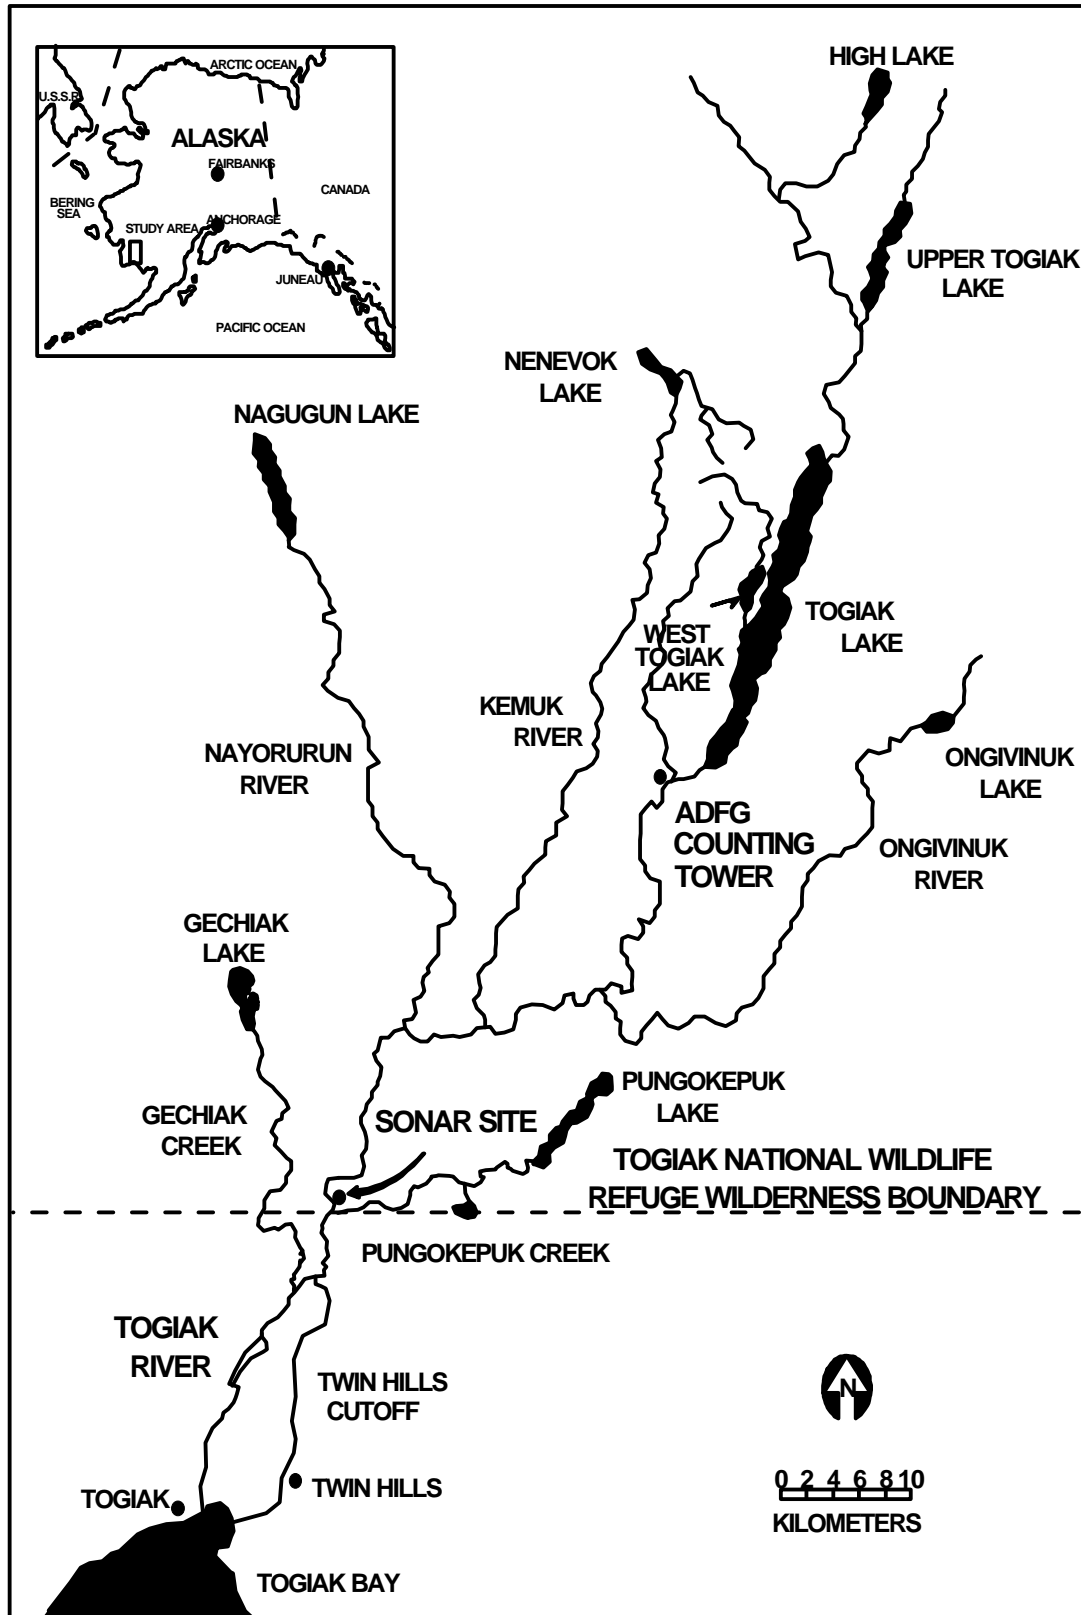 ARCTIC OCEAN
U.S.S.R.
ALASKA
FAIRBANKS
CANADA
BERING
SEA
STUDY AREA
ANCHORAGE
JUNEAU
PACIFIC OCEAN
HIGH LAKE
UPPER TOGIAK
LAKE
NENEVOK
LAKE
NAGUGUN LAKE
TOGIAK
LAKE
WEST
TOGIAK
LAKE
KEMUK
RIVER
NAYORURUN
RIVER
ONGIVINUK
LAKE
ADFG
COUNTING
TOWER
ONGIVINUK
RIVER
GECHIAK
LAKE
PUNGOKEPUK
LAKE
GECHIAK
CREEK
SONAR SITE
TOGIAK NATIONAL WILDLIFE
REFUGE WILDERNESS BOUNDARY
PUNGOKEPUK CREEK
TOGIAK
RIVER
TWIN HILLS
CUTOFF
N
TOGIAK
TWIN HILLS
0 2 4 6 8 10
KILOMETERS
TOGIAK BAY